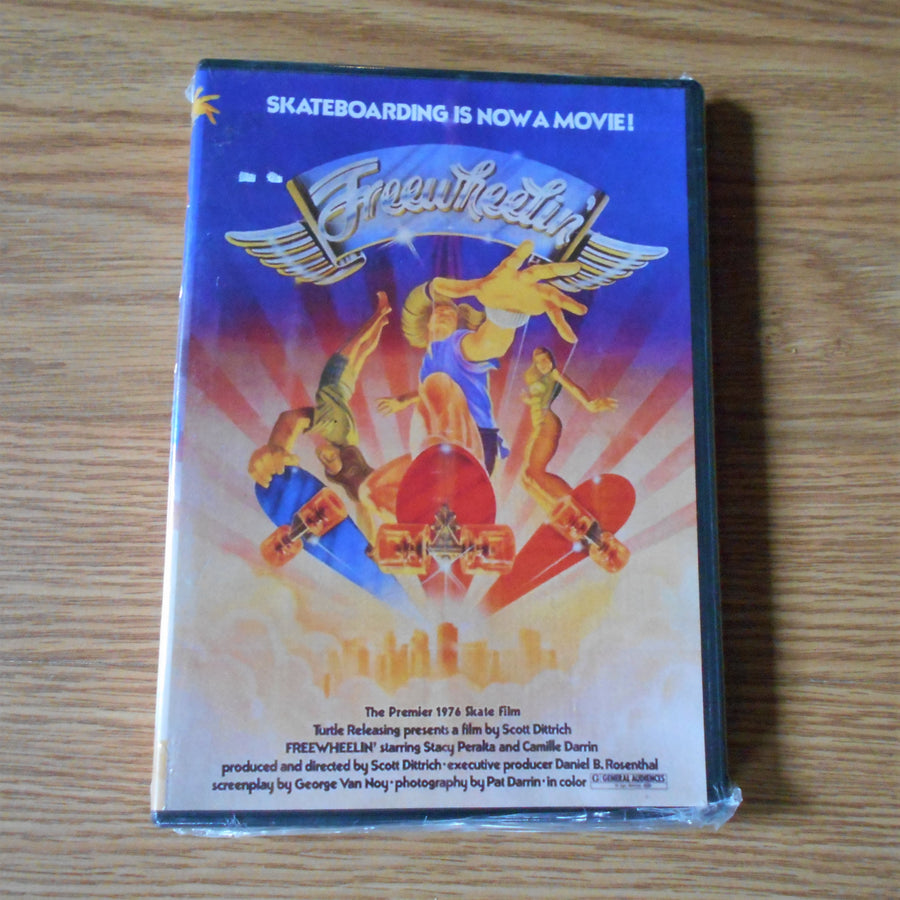 SKATEBOARDING IS NOW A MOVIE!
Freewheelin'
The Premier 1976 Skate Film
Turtle Releasing presents a film by Scott Dittrich
FREEWHEELIN' starring Stacy Peralta and Camille Darrin
produced and directed by Scott Dittrich · executive producer Daniel B. Rosenthal
screenplay by George Van Noy · photography by Pat Darrin · in color G GENERAL AUDIENCES